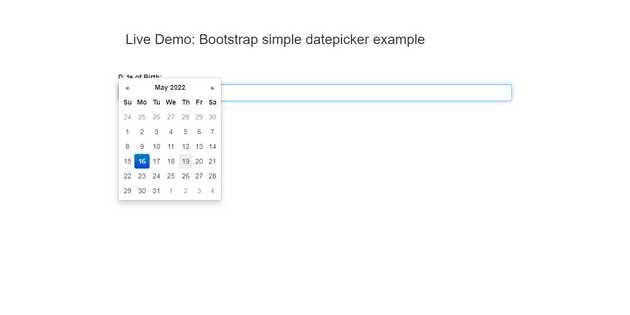 Live Demo: Bootstrap simple datepicker example
Date of Birth:
« May 2022 »
Su Mo Tu We Th Fr Sa
24 25 26 27 28 29 30
1 2 3 4 5 6 7
8 9 10 11 12 13 14
15 16 17 18 19 20 21
22 23 24 25 26 27 28
29 30 31 1 2 3 4